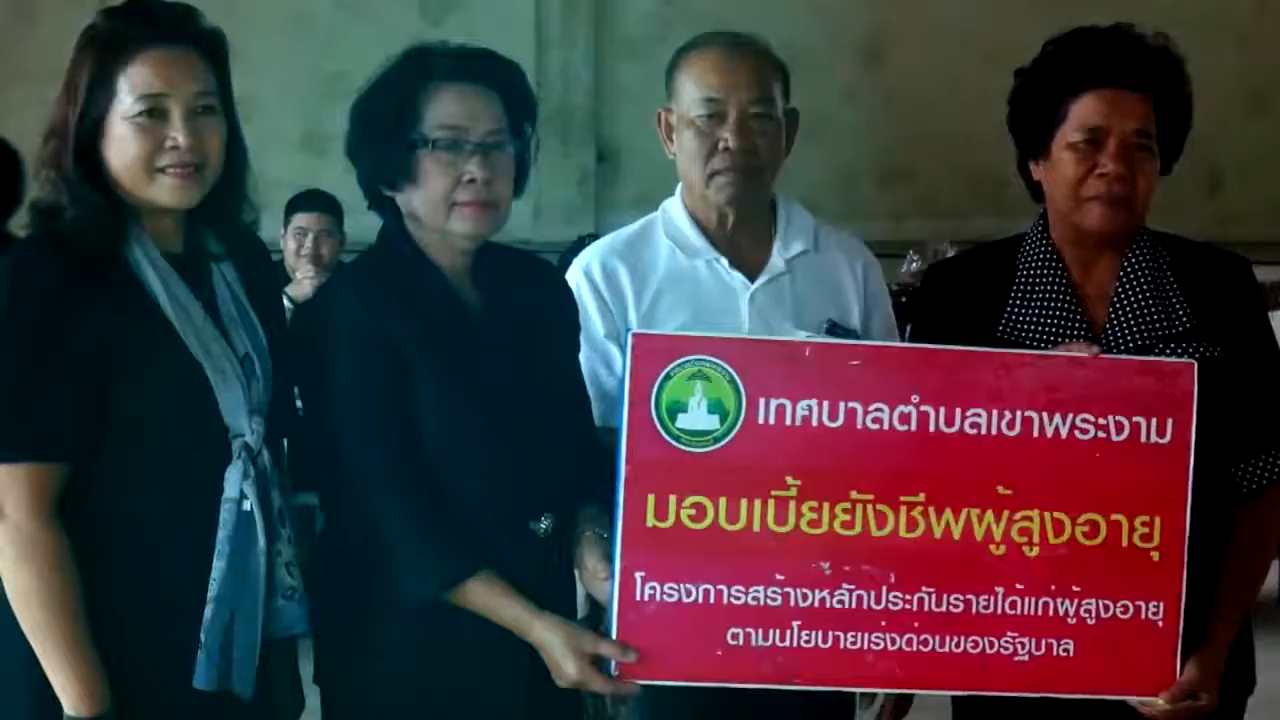 เทศบาลตำบลเขาพระงาม
มอบเบี้ยยังชีพผู้สูงอายุ
โครงการสร้างหลักประกันรายได้แก่ผู้สูงอายุ
ตามนโยบายเร่งด่วนของรัฐบาล